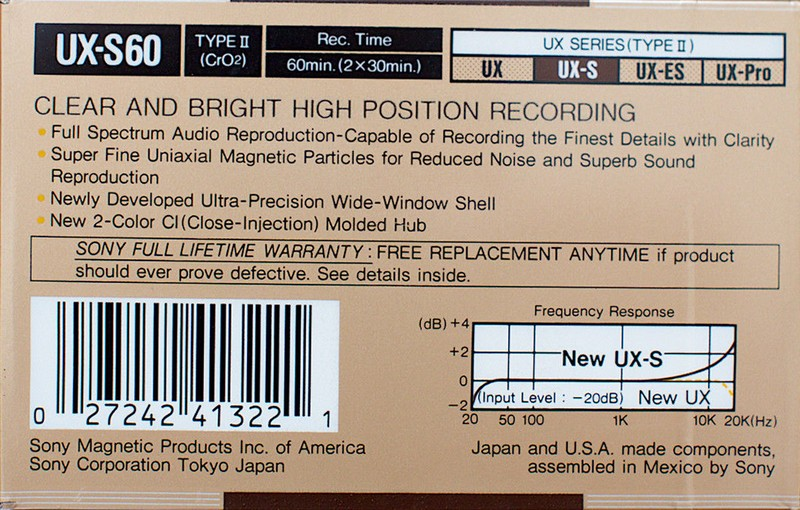 UX-S60
TYPE II
(CrO2)
Rec. Time
60min.(2×30min.)
UX SERIES(TYPE II)
UX UX-S UX-ES UX-Pro
CLEAR AND BRIGHT HIGH POSITION RECORDING
• Full Spectrum Audio Reproduction-Capable of Recording the Finest Details with Clarity
• Super Fine Uniaxial Magnetic Particles for Reduced Noise and Superb Sound
Reproduction
• Newly Developed Ultra-Precision Wide-Window Shell
• New 2-Color CI(Close-Injection) Molded Hub
SONY FULL LIFETIME WARRANTY : FREE REPLACEMENT ANYTIME if product
should ever prove defective. See details inside.
0 27242 41322 1
Sony Magnetic Products Inc. of America
Sony Corporation Tokyo Japan
Frequency Response
(dB) +4
+2
New UX-S
0
(Input Level : −20dB) New UX
−2
20 50 100 1K 10K 20K(Hz)
Japan and U.S.A. made components,
assembled in Mexico by Sony